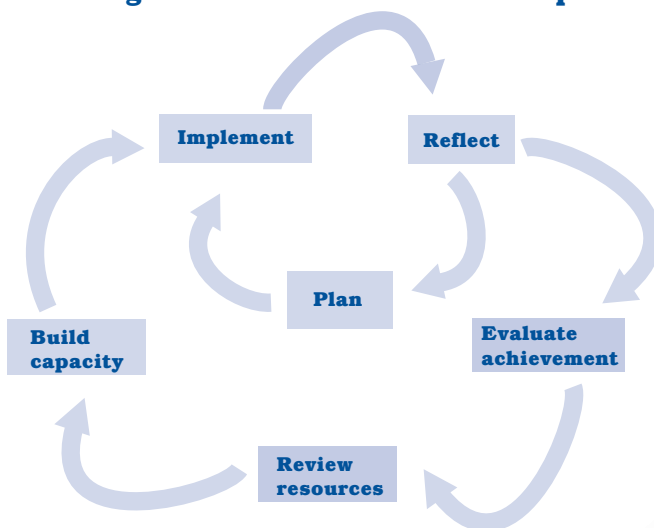 Implement
Reflect
Plan
Build
capacity
Evaluate
achievement
Review
resources